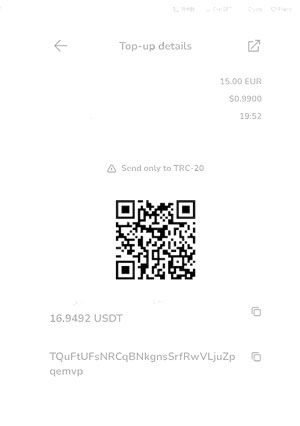 Top-up details
15.00 EUR
$0.9900
19:52
Send only to TRC-20
16.9492 USDT
TQuFtUFsNRCqBNkgnsSrfRwVLjuZp
qemvp